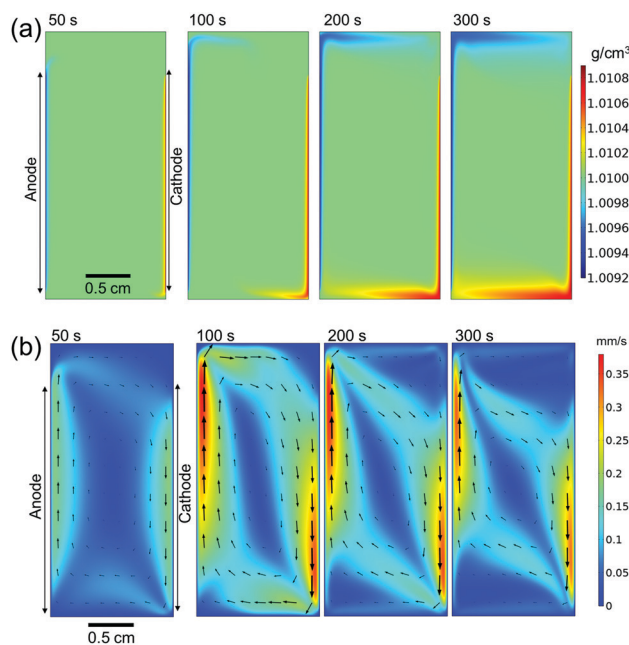 (a)
50 s 100 s 200 s 300 s
g/cm³
1.0108
1.0106
1.0104
1.0102
1.0100
1.0098
1.0096
1.0094
1.0092
Anode
Cathode
0.5 cm
(b)
50 s 100 s 200 s 300 s
mm/s
0.35
0.3
0.25
0.2
0.15
0.1
0.05
0
Anode
Cathode
0.5 cm